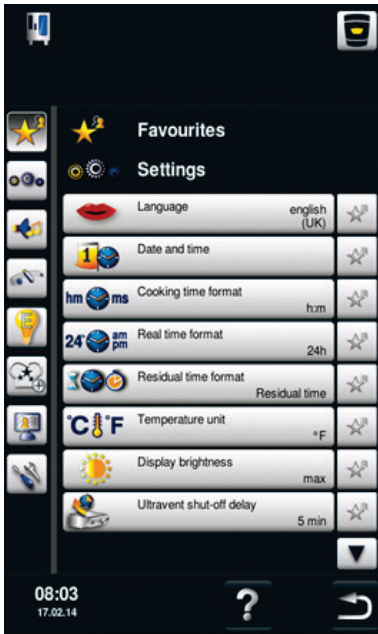 Favourites
Settings
Language
english
(UK)
1
Date and time
hm ms
Cooking time format
h:m
24h am
pm
Real time format
24h
Residual time format
Residual time
°C °F
Temperature unit
°F
Display brightness
max
Ultravent shut-off delay
5 min
E
08:03
17.02.14
?